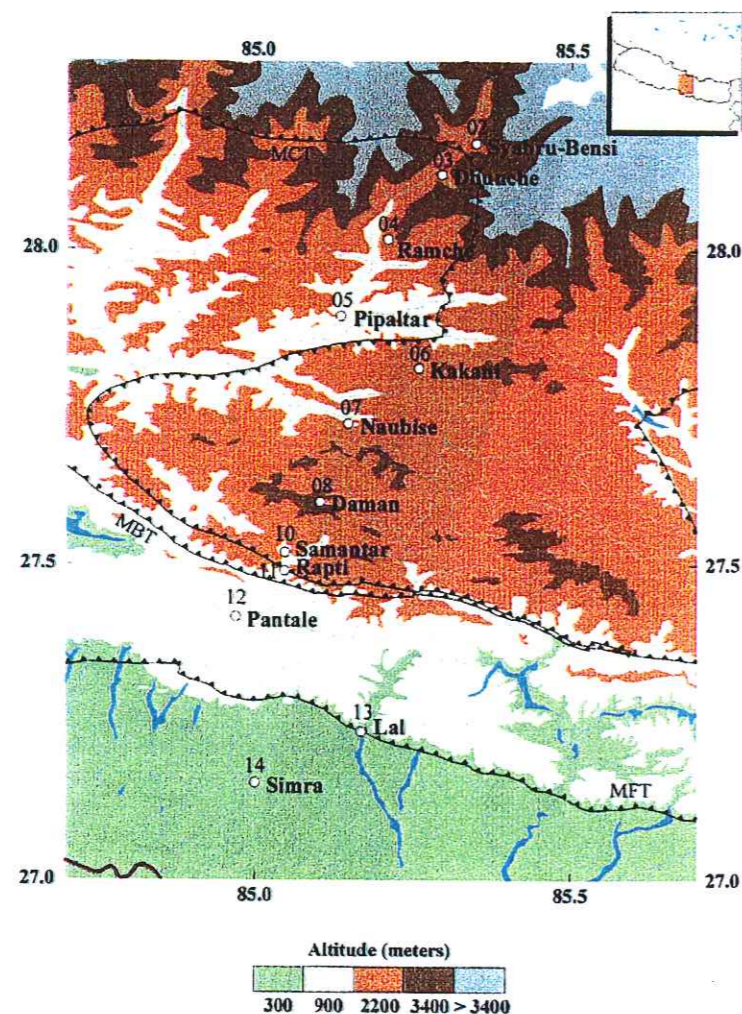 85.0 85.5
MCT
02
Syabru-Bensi
03
Dhunche
28.0 28.0
04
Ramche
05
Pipaltar
06
Kakani
07
Naubise
08
Daman
MBT
10
Samantar
27.5 27.5
11 Rapti
12
Pantale
13
Lal
14
Simra
MFT
27.0 27.0
85.0 85.5
Altitude (meters)
300 900 2200 3400 > 3400